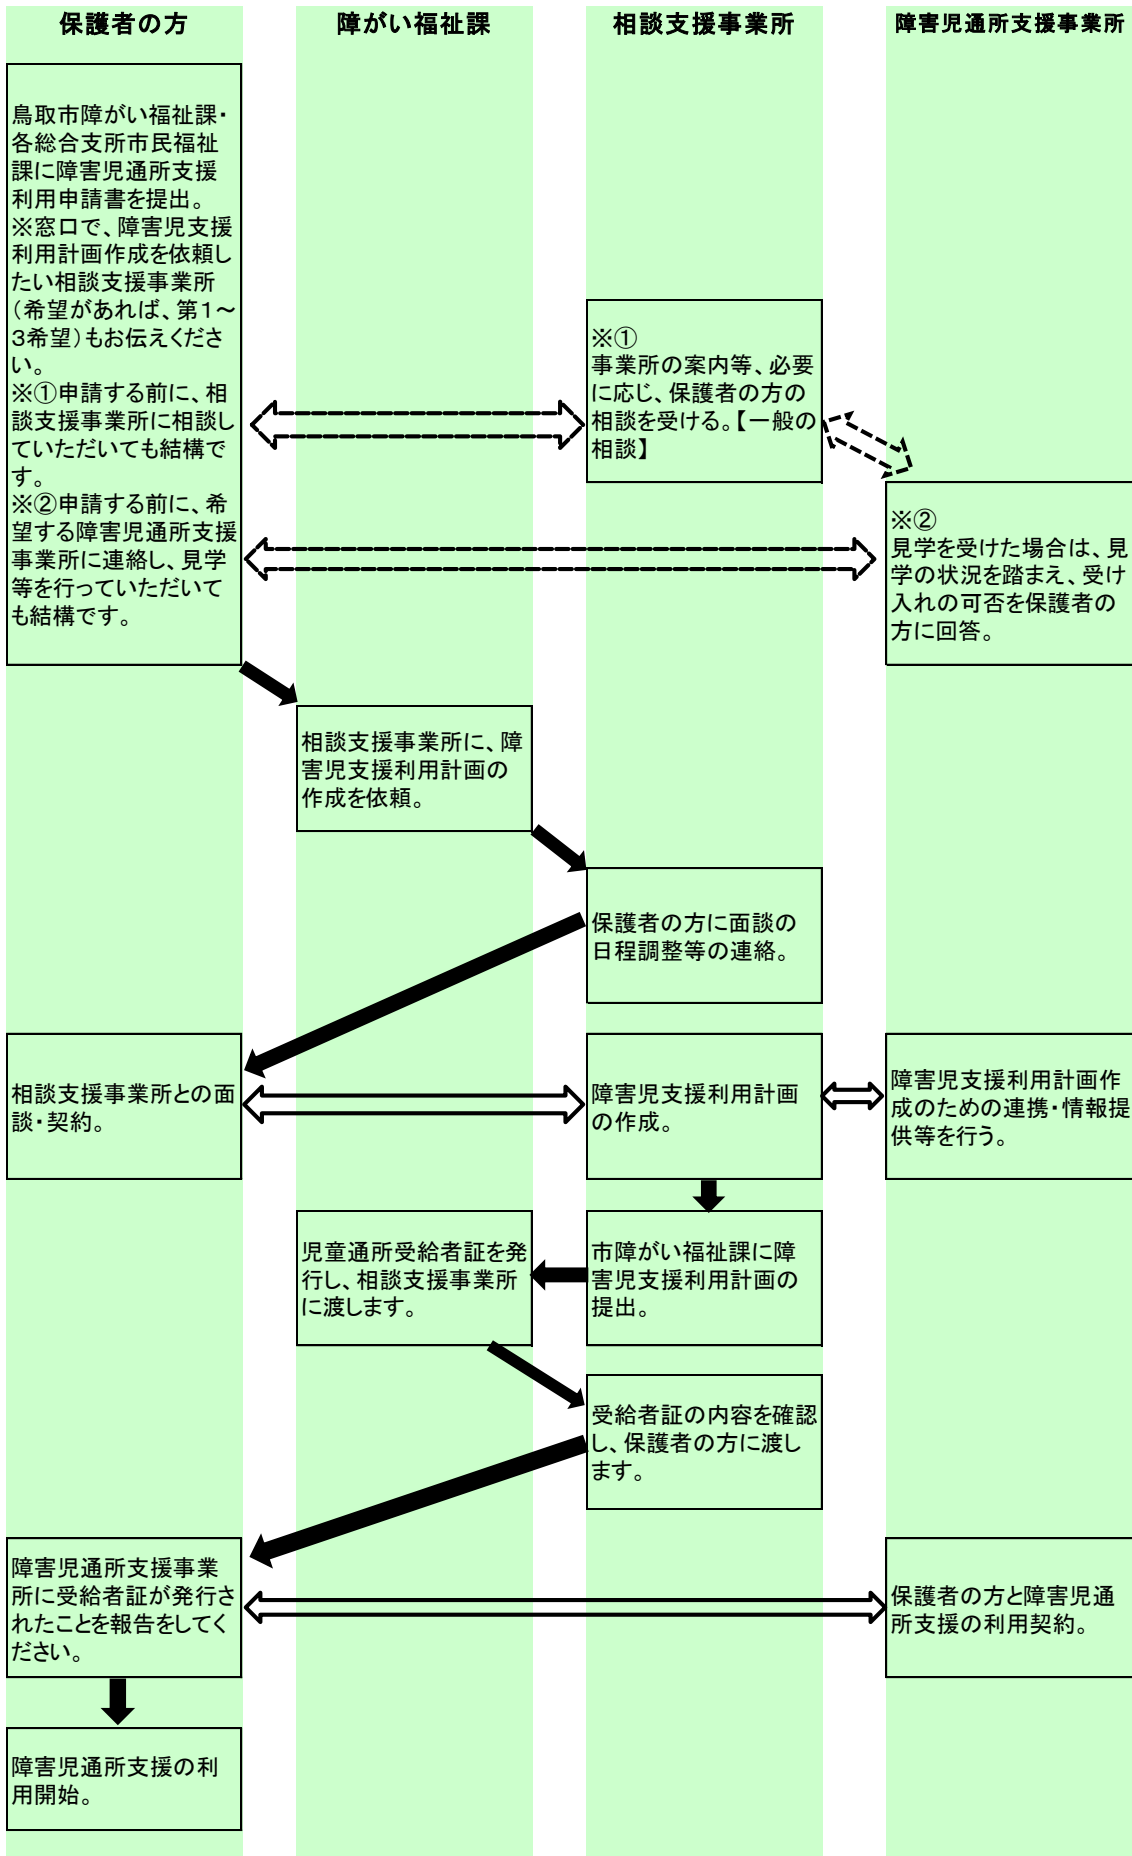 保護者の方
障がい福祉課
相談支援事業所
障害児通所支援事業所
鳥取市障がい福祉課・
各総合支所市民福祉
課に障害児通所支援
利用申請書を提出。
※窓口で、障害児支援
利用計画作成を依頼し
たい相談支援事業所
（希望があれば、第１～
３希望）もお伝えくださ
い。
※①申請する前に、相
談支援事業所に相談し
ていただいても結構で
す。
※②申請する前に、希
望する障害児通所支援
事業所に連絡し、見学
等を行っていただいて
も結構です。
※①
事業所の案内等、必要
に応じ、保護者の方の
相談を受ける。【一般の
相談】
※②
見学を受けた場合は、見
学の状況を踏まえ、受け
入れの可否を保護者の
方に回答。
相談支援事業所に、障
害児支援利用計画の
作成を依頼。
保護者の方に面談の
日程調整等の連絡。
相談支援事業所との面
談・契約。
障害児支援利用計画
の作成。
障害児支援利用計画作
成のための連携・情報提
供等を行う。
児童通所受給者証を発
行し、相談支援事業所
に渡します。
市障がい福祉課に障
害児支援利用計画の
提出。
受給者証の内容を確認
し、保護者の方に渡し
ます。
障害児通所支援事業
所に受給者証が発行さ
れたことを報告をしてく
ださい。
保護者の方と障害児通
所支援の利用契約。
障害児通所支援の利
用開始。